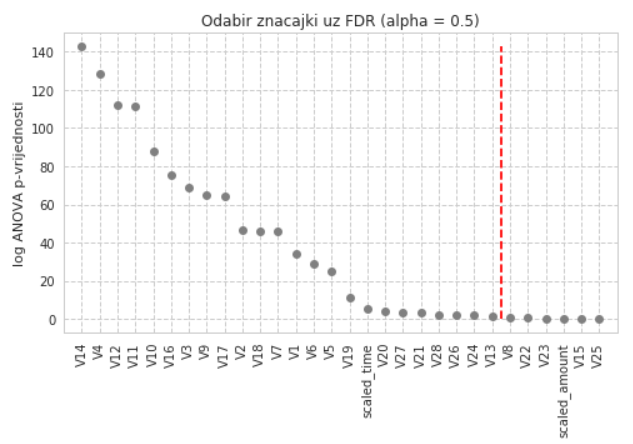 Odabir znacajki uz FDR (alpha = 0.5)
log ANOVA p-vrijednosti
140
120
100
80
60
40
20
0
V14
V4
V12
V11
V10
V16
V3
V9
V17
V2
V18
V7
V1
V6
V5
V19
scaled_time
V20
V27
V21
V28
V26
V24
V13
V8
V22
V23
scaled_amount
V15
V25